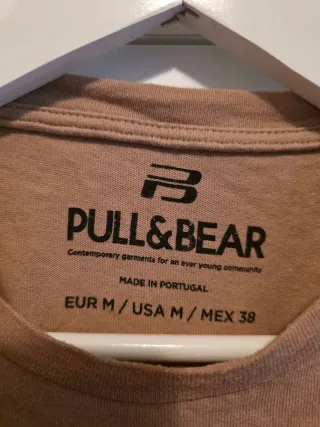 PULL&BEAR
Contemporary garments for an ever young community
MADE IN PORTUGAL
EUR M / USA M / MEX 38